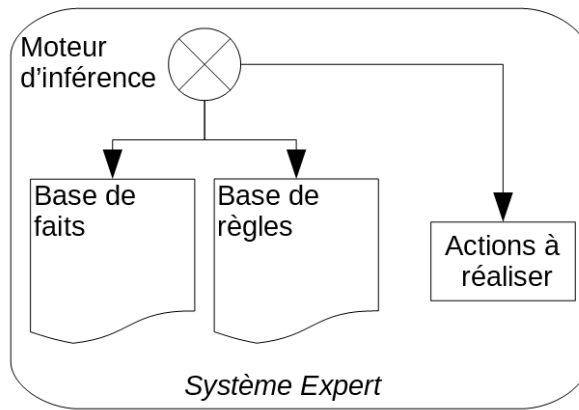 Moteur
d’inférence
Base de
faits
Base de
règles
Actions à
réaliser
Système Expert